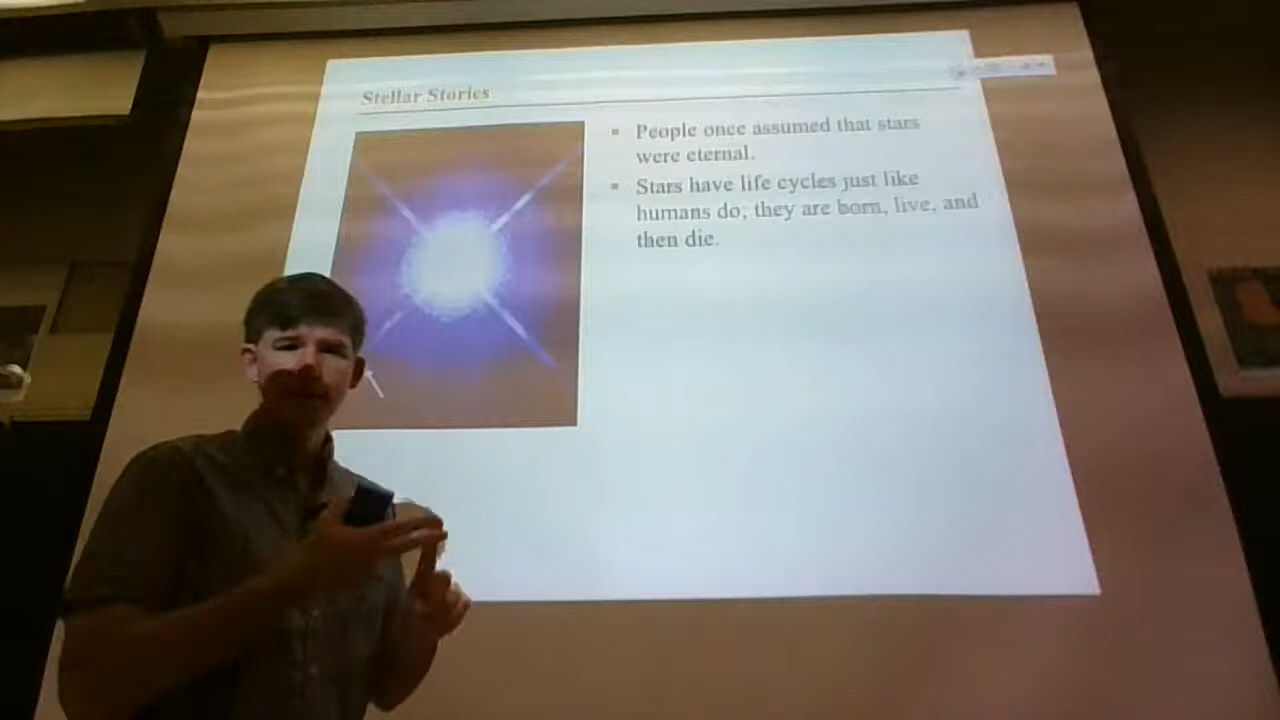 Stellar Stories
▪ People once assumed that stars
were eternal.
▪ Stars have life cycles just like
humans do; they are born, live, and
then die.